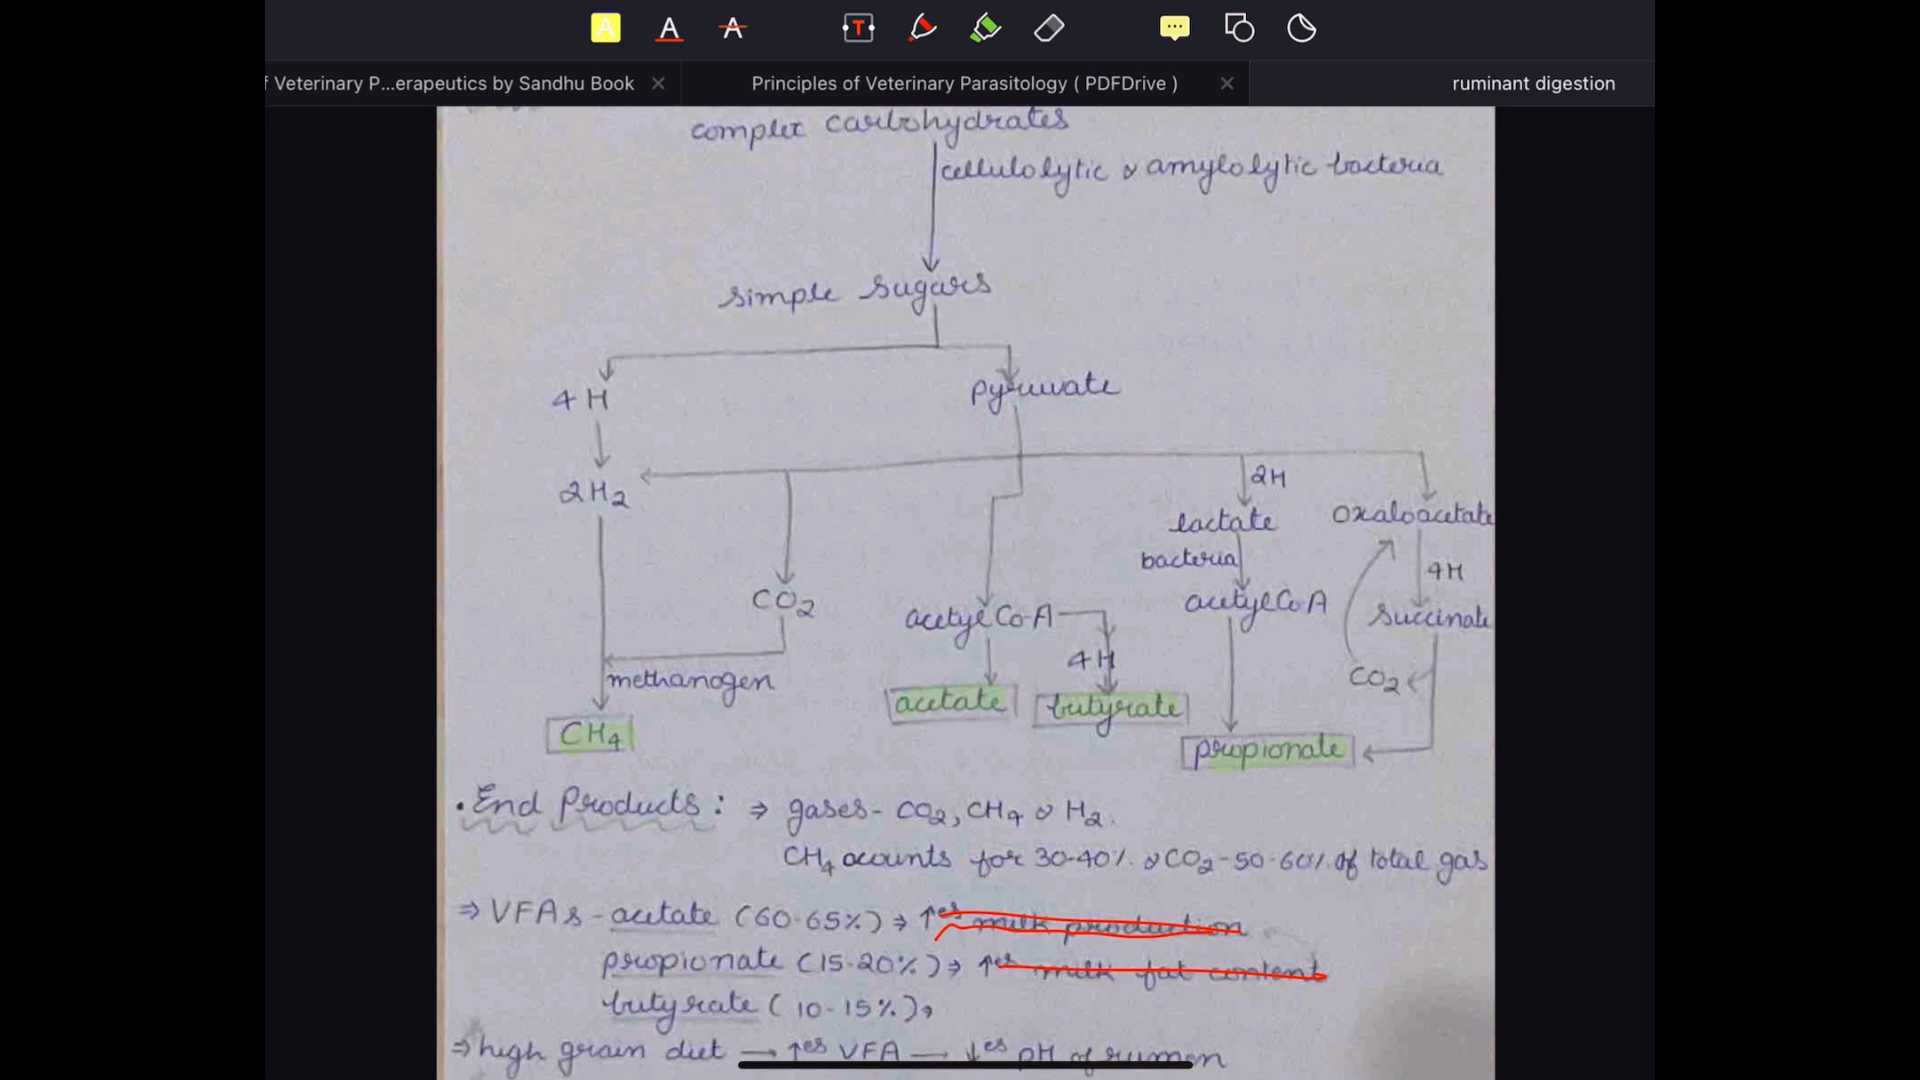 A A A T
f Veterinary P...erapeutics by Sandhu Book × Principles of Veterinary Parasitology ( PDFDrive ) × ruminant digestion
complex carbohydrates
cellulolytic & amylolytic bacteria
simple sugars
4H
pyruvate
2H₂
2H
lactate
oxaloacetate
bacteria
4H
CO₂
acetyl Co-A
acetyl Co A
succinate
4H
methanogen
CO₂
acetate
butyrate
CH₄
propionate
• End Products : ⇒ gases - CO₂, CH₄ & H₂.
CH₄ acounts for 30-40% & CO₂ - 50-60% of total gas
⇒ VFAs - acetate (60-65%) ⇒ ↑es milk production
propionate (15-20%) ⇒ ↑es milk fat content
butyrate (10-15%),
⇒ high grain diet → ↑es VFA — ↓es pH of rumen